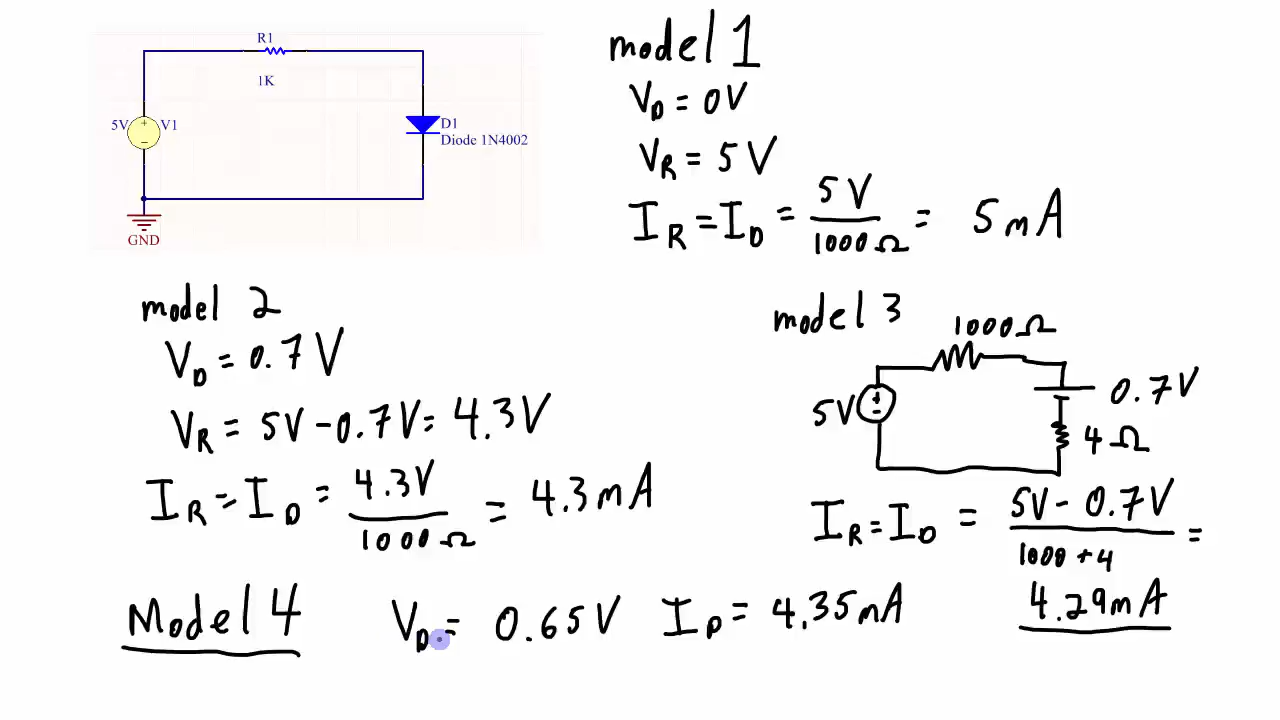 R1
1K
5V V1
D1
Diode 1N4002
GND
model 1
V_D = 0V
V_R = 5V
I_R = I_D = 5V / 1000Ω = 5mA
model 2
V_D = 0.7V
V_R = 5V - 0.7V = 4.3V
I_R = I_D = 4.3V / 1000Ω = 4.3mA
model 3
1000Ω
5V
0.7V
4Ω
I_R = I_D = 5V - 0.7V / 1000 + 4 =
4.29mA
Model 4 V_D = 0.65V I_D = 4.35mA